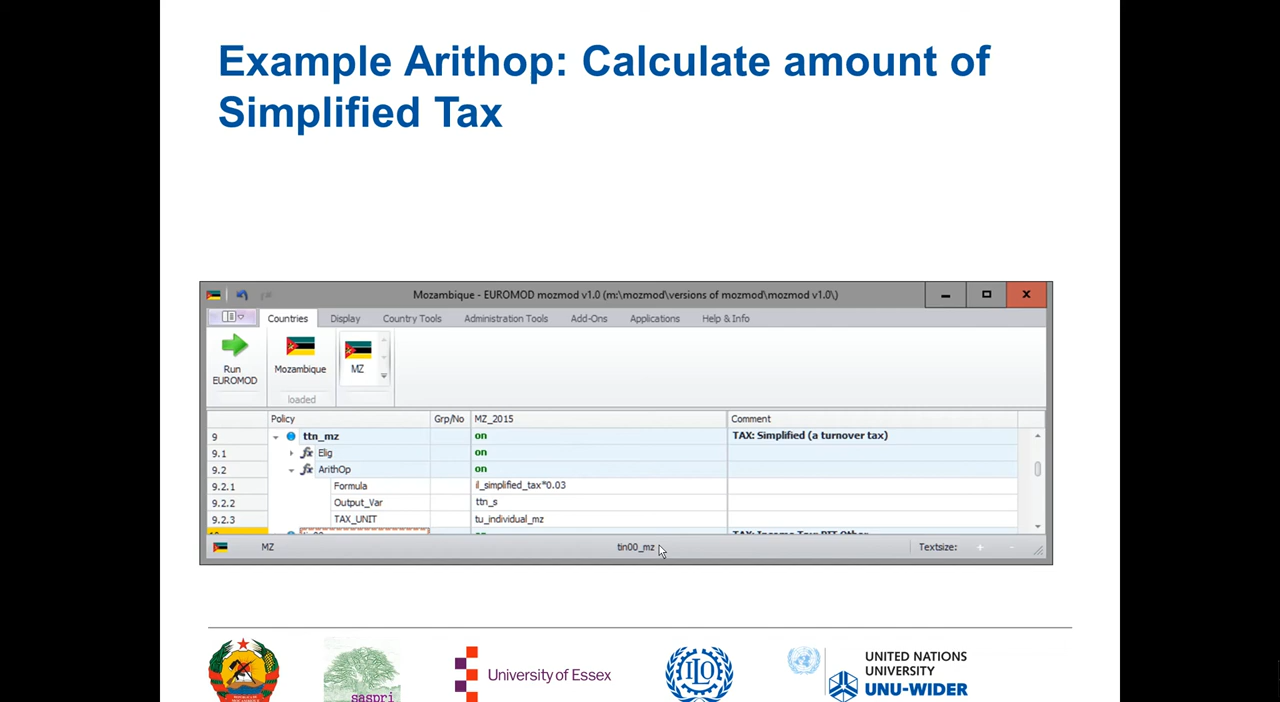 Example Arithop: Calculate amount of
Simplified Tax
Mozambique - EUROMOD mozmod v1.0 (m:\mozmod\versions of mozmod\mozmod v1.0\)
Countries Display Country Tools Administration Tools Add-Ons Applications Help & Info
Run
EUROMOD
Mozambique
MZ
loaded
Policy Grp/No MZ_2015 Comment
9 ttn_mz on TAX: Simplified (a turnover tax)
9.1 fx Elig on
9.2 fx ArithOp on
9.2.1 Formula il_simplified_tax*0.03
9.2.2 Output_Var ttn_s
9.2.3 TAX_UNIT tu_individual_mz
MZ tin00_mz Textsize: + -
saspri
University of Essex
ILO
UNITED NATIONS
UNIVERSITY
UNU-WIDER